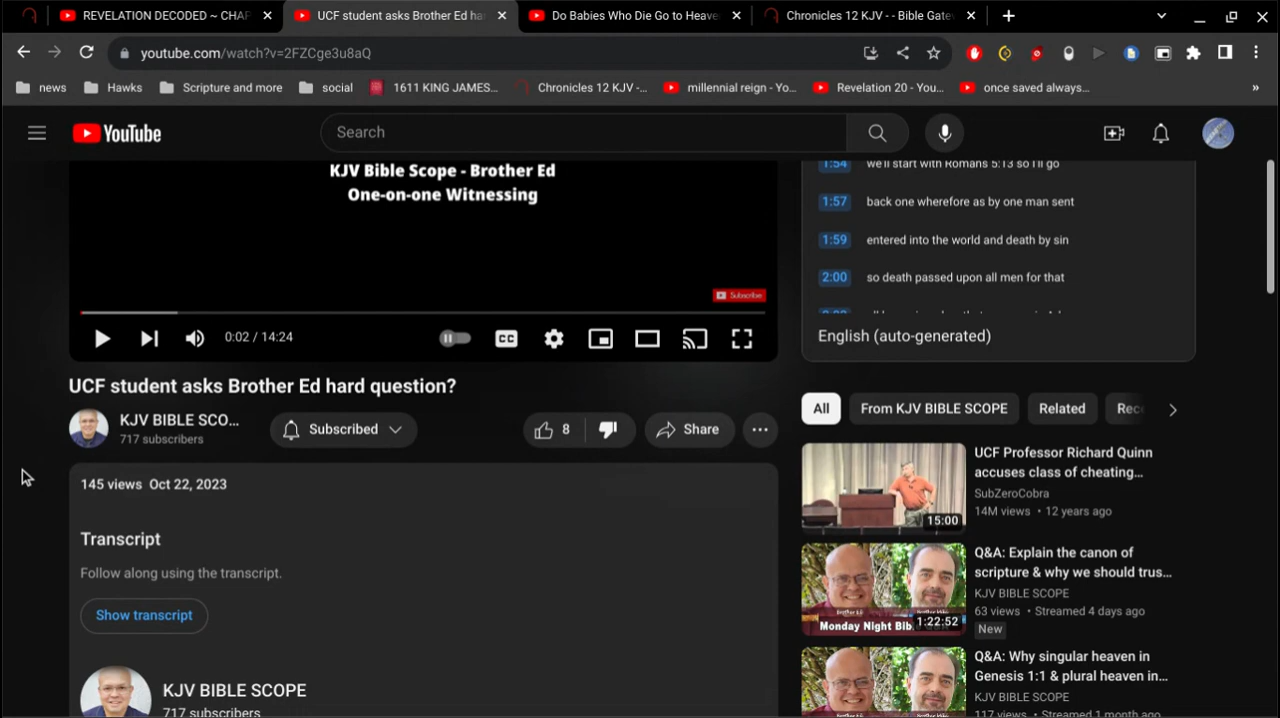 REVELATION DECODED ~ CHAP
UCF student asks Brother Ed ha
Do Babies Who Die Go to Heave
Chronicles 12 KJV - - Bible Gatew
youtube.com/watch?v=2FZCge3u8aQ
news
Hawks
Scripture and more
social
1611 KING JAMES...
Chronicles 12 KJV -...
millennial reign - Yo...
Revelation 20 - You...
once saved always...
»
YouTube
Search
KJV Bible Scope - Brother Ed
One-on-one Witnessing
Subscribe
0:02 / 14:24
CC
1:54 we'll start with Romans 5:13 so I'll go
1:57 back one wherefore as by one man sent
1:59 entered into the world and death by sin
2:00 so death passed upon all men for that
English (auto-generated)
UCF student asks Brother Ed hard question?
KJV BIBLE SCO...
717 subscribers
Subscribed
8
Share
145 views Oct 22, 2023
Transcript
Follow along using the transcript.
Show transcript
KJV BIBLE SCOPE
717 subscribers
All
From KJV BIBLE SCOPE
Related
Rec
15:00
UCF Professor Richard Quinn
accuses class of cheating...
SubZeroCobra
14M views • 12 years ago
Monday Night Bib
1:22:52
Q&A: Explain the canon of
scripture & why we should trus...
KJV BIBLE SCOPE
63 views • Streamed 4 days ago
New
Q&A: Why singular heaven in
Genesis 1:1 & plural heaven in...
KJV BIBLE SCOPE
117 views • Streamed 1 month ago